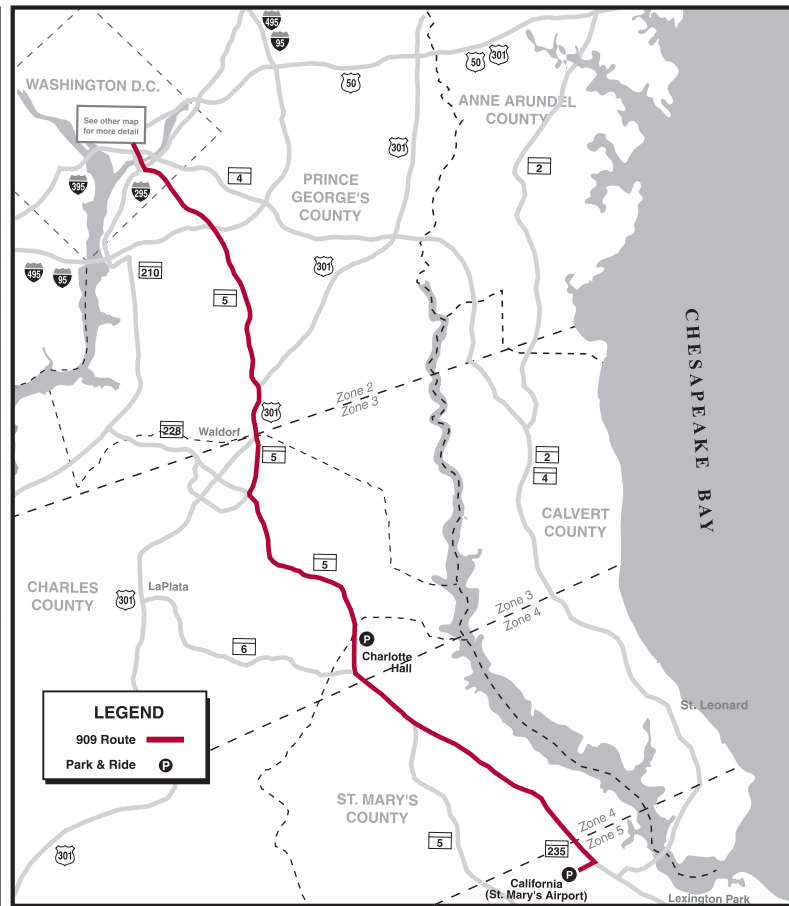 495
95
WASHINGTON D.C.
50
50
301
See other map
for more detail
ANNE ARUNDEL
COUNTY
301
2
395
295
4
PRINCE
GEORGE'S
COUNTY
495
95
210
301
5
CHESAPEAKE BAY
Zone 2
Zone 3
301
228
Waldorf
5
2
4
CALVERT
COUNTY
5
CHARLES
COUNTY
301
LaPlata
Zone 3
Zone 4
6
P
Charlotte
Hall
LEGEND
909 Route
Park & Ride P
St. Leonard
ST. MARY'S
COUNTY
5
Zone 4
Zone 5
235
301
P
California
(St. Mary's Airport)
Lexington Park